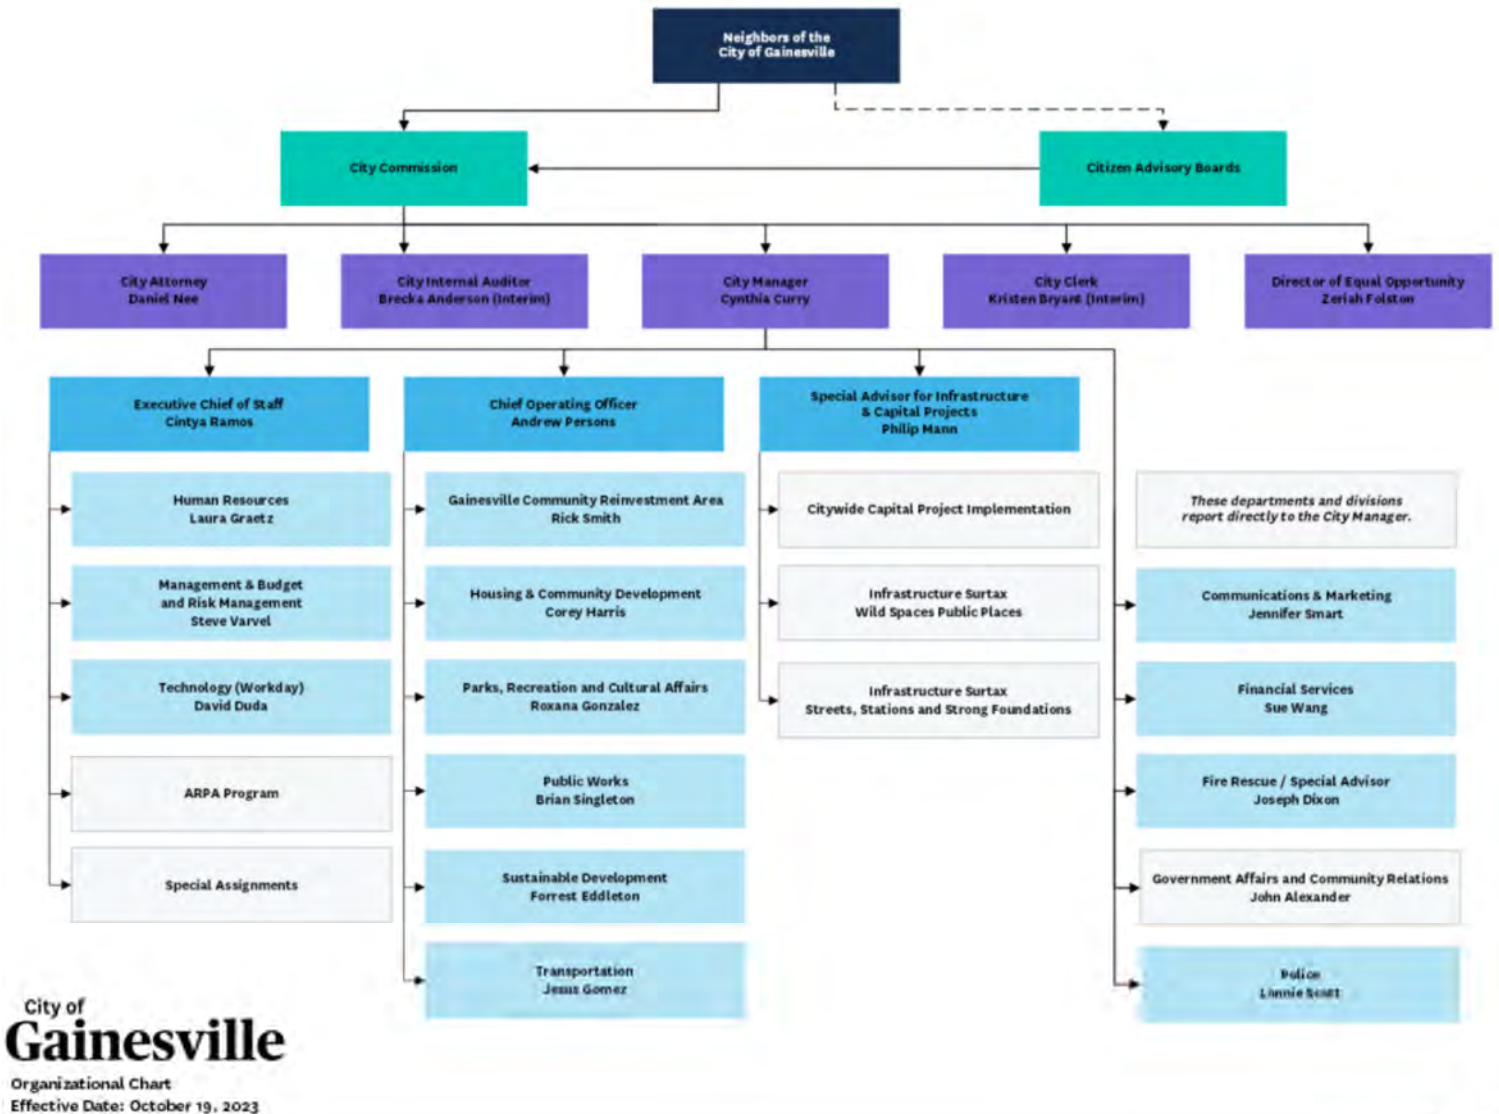 Neighbors of the
City of Gainesville
City Commission
Citizen Advisory Boards
City Attorney
Daniel Nee
City Internal Auditor
Brecka Anderson (Interim)
City Manager
Cynthia Curry
City Clerk
Kristen Bryant (Interim)
Director of Equal Opportunity
Zeriah Folston
Executive Chief of Staff
Cintya Ramos
Chief Operating Officer
Andrew Persons
Special Advisor for Infrastructure
& Capital Projects
Philip Mann
Human Resources
Laura Graetz
Management & Budget
and Risk Management
Steve Varvel
Technology (Workday)
David Duda
ARPA Program
Special Assignments
Gainesville Community Reinvestment Area
Rick Smith
Housing & Community Development
Corey Harris
Parks, Recreation and Cultural Affairs
Roxana Gonzalez
Public Works
Brian Singleton
Sustainable Development
Forrest Eddleton
Transportation
Jesus Gomez
Citywide Capital Project Implementation
Infrastructure Surtax
Wild Spaces Public Places
Infrastructure Surtax
Streets, Stations and Strong Foundations
These departments and divisions
report directly to the City Manager.
Communications & Marketing
Jennifer Smart
Financial Services
Sue Wang
Fire Rescue / Special Advisor
Joseph Dixon
Government Affairs and Community Relations
John Alexander
Police
Lonnie Scott
City of
Gainesville
Organizational Chart
Effective Date: October 19, 2023